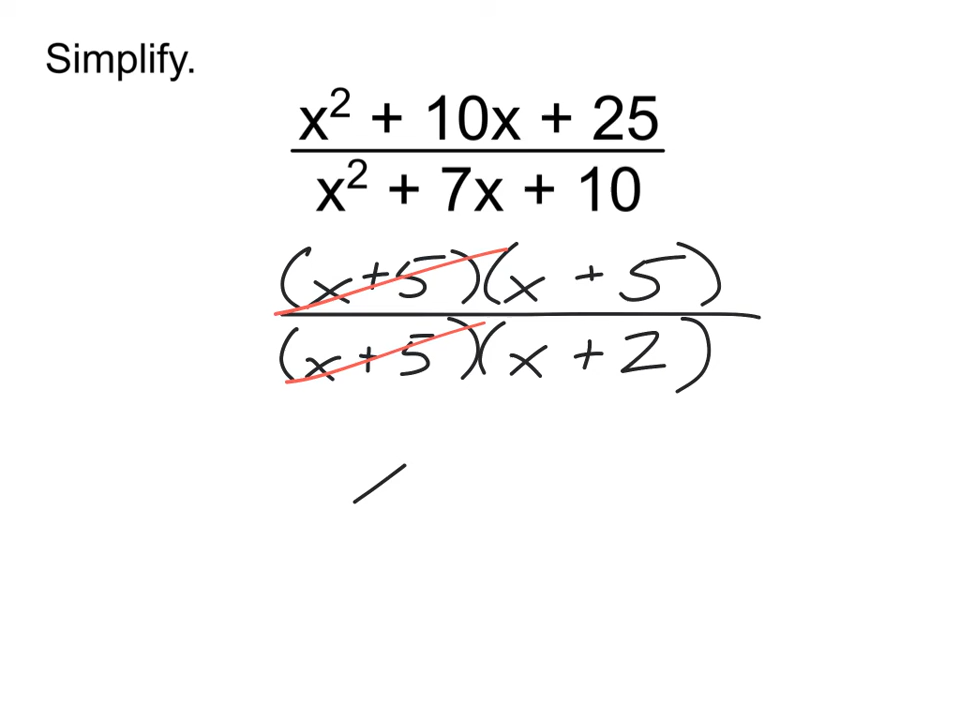 Simplify.
x² + 10x + 25
x² + 7x + 10
(x+5)(x + 5)
(x+5)(x + 2)